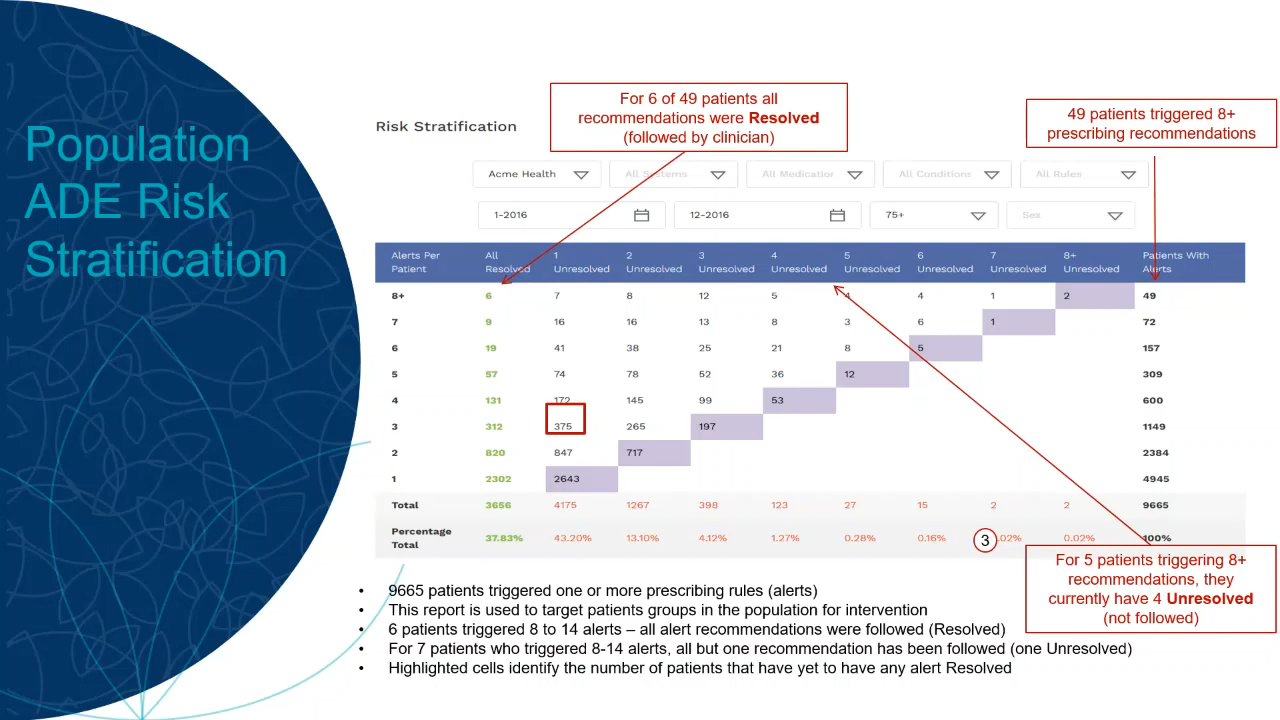 Population
ADE Risk
Stratification
For 6 of 49 patients all
recommendations were Resolved
(followed by clinician)
49 patients triggered 8+
prescribing recommendations
Risk Stratification
Acme Health All Systems All Medication All Conditions All Rules
1-2016 12-2016 75+ Sex
Alerts Per Patient All Resolved 1 Unresolved 2 Unresolved 3 Unresolved 4 Unresolved 5 Unresolved 6 Unresolved 7 Unresolved 8+ Unresolved Patients With Alerts
8+ 6 7 8 12 5 4 4 1 2 49
7 9 16 16 13 8 3 6 1 72
6 19 41 38 25 21 8 5 157
5 57 74 78 52 36 12 309
4 131 172 145 99 53 600
3 312 375 265 197 1149
2 820 847 717 2384
1 2302 2643 4945
Total 3656 4175 1267 398 123 27 15 2 2 9665
Percentage Total 37.83% 43.20% 13.10% 4.12% 1.27% 0.28% 0.16% .02% 0.02% 100%
3
For 5 patients triggering 8+
recommendations, they
currently have 4 Unresolved
(not followed)
• 9665 patients triggered one or more prescribing rules (alerts)
• This report is used to target patients groups in the population for intervention
• 6 patients triggered 8 to 14 alerts – all alert recommendations were followed (Resolved)
• For 7 patients who triggered 8-14 alerts, all but one recommendation has been followed (one Unresolved)
• Highlighted cells identify the number of patients that have yet to have any alert Resolved